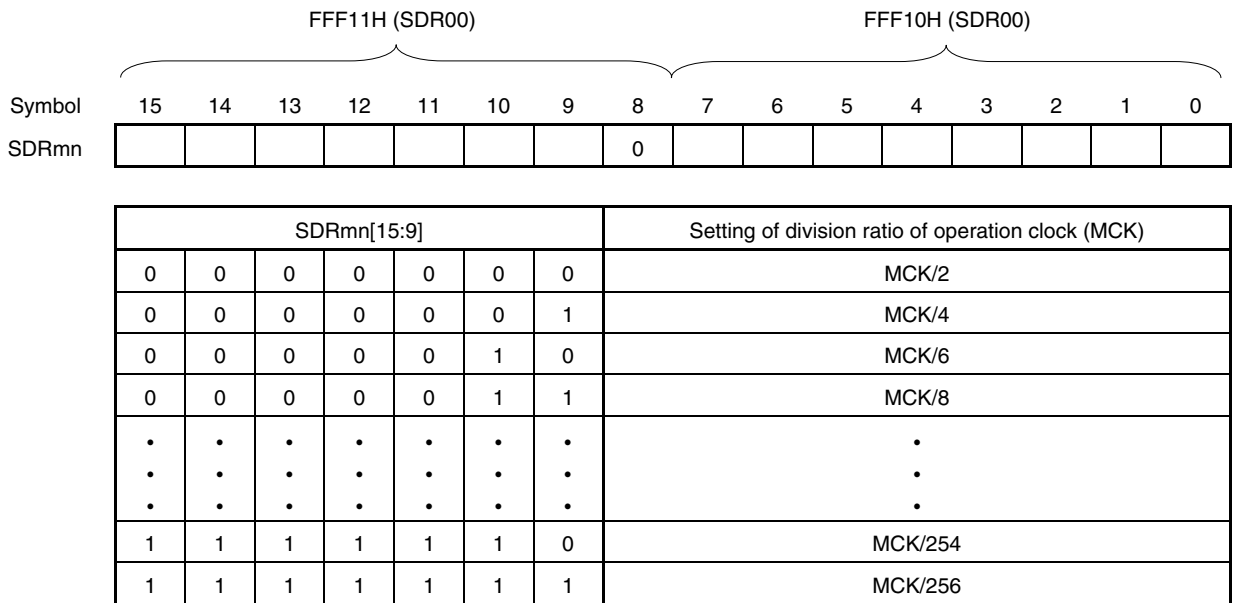 FFF11H (SDR00) FFF10H (SDR00)
Symbol 15 14 13 12 11 10 9 8 7 6 5 4 3 2 1 0
SDRmn 0
SDRmn[15:9] Setting of division ratio of operation clock (MCK)
0 0 0 0 0 0 0 MCK/2
0 0 0 0 0 0 1 MCK/4
0 0 0 0 0 1 0 MCK/6
0 0 0 0 0 1 1 MCK/8
• • • • • • • •
• • • • • • • •
• • • • • • • •
1 1 1 1 1 1 0 MCK/254
1 1 1 1 1 1 1 MCK/256